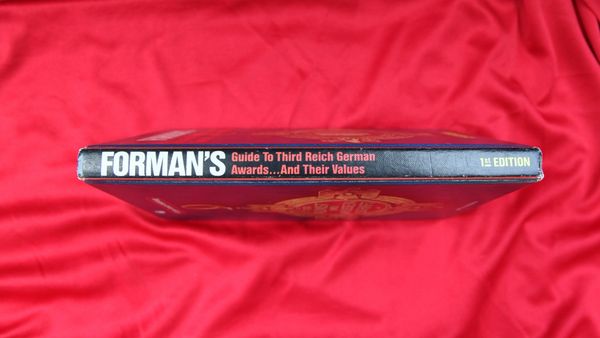 FORMAN'S
Guide To Third Reich German
Awards...And Their Values
1st EDITION